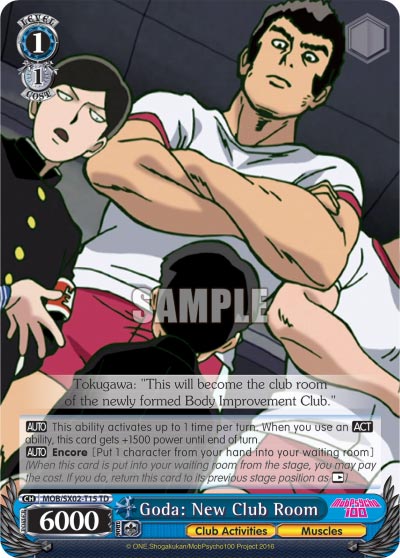 LEVEL
1
1
COST
SAMPLE
Tokugawa: "This will become the club room
of the newly formed Body Improvement Club."
AUTO This ability activates up to 1 time per turn. When you use an ACT
ability, this card gets +1500 power until end of turn.
AUTO Encore [Put 1 character from your hand into your waiting room]
(When this card is put into your waiting room from the stage, you may pay
the cost. If you do, return this card to its previous stage position as
CH MOB/SX02-T15 TD
POWER 6000
Goda: New Club Room
MobPsycho
100
Club Activities Muscles
© ONE,Shogakukan/"MobPsycho100"Project 2016